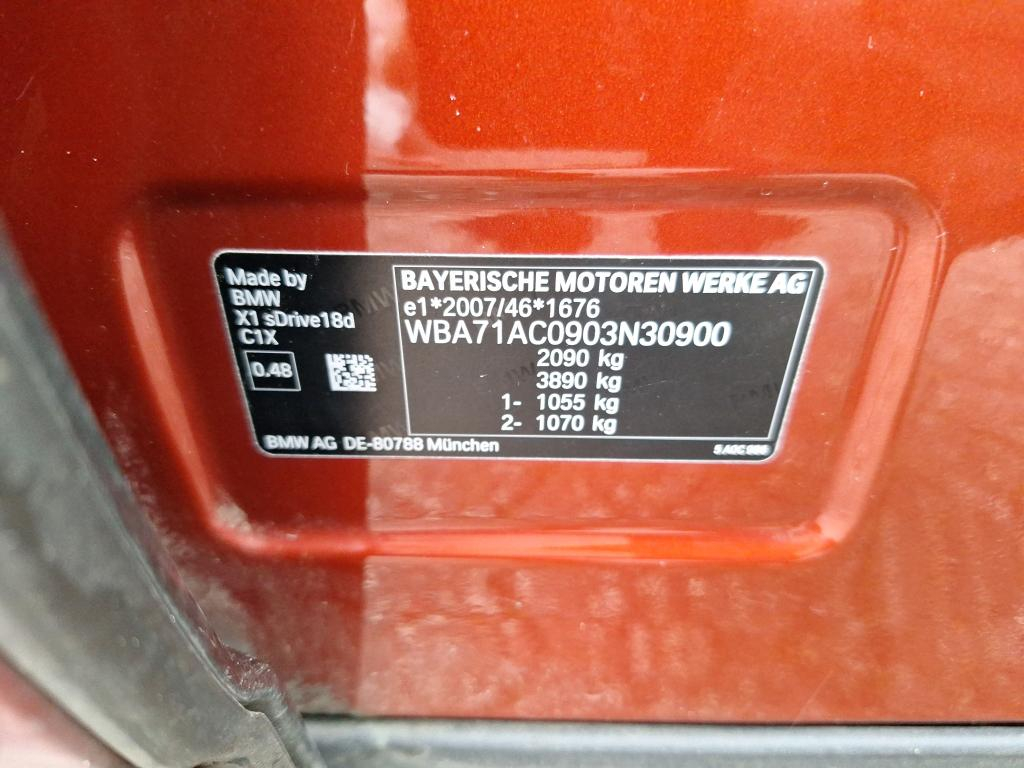 Made by
BMW
X1 sDrive18d
C1X
0.48
BAYERISCHE MOTOREN WERKE AG
e1*2007/46*1676
WBA71AC0903N30900
2090 kg
3890 kg
1- 1055 kg
2- 1070 kg
BMW AG DE-80788 München